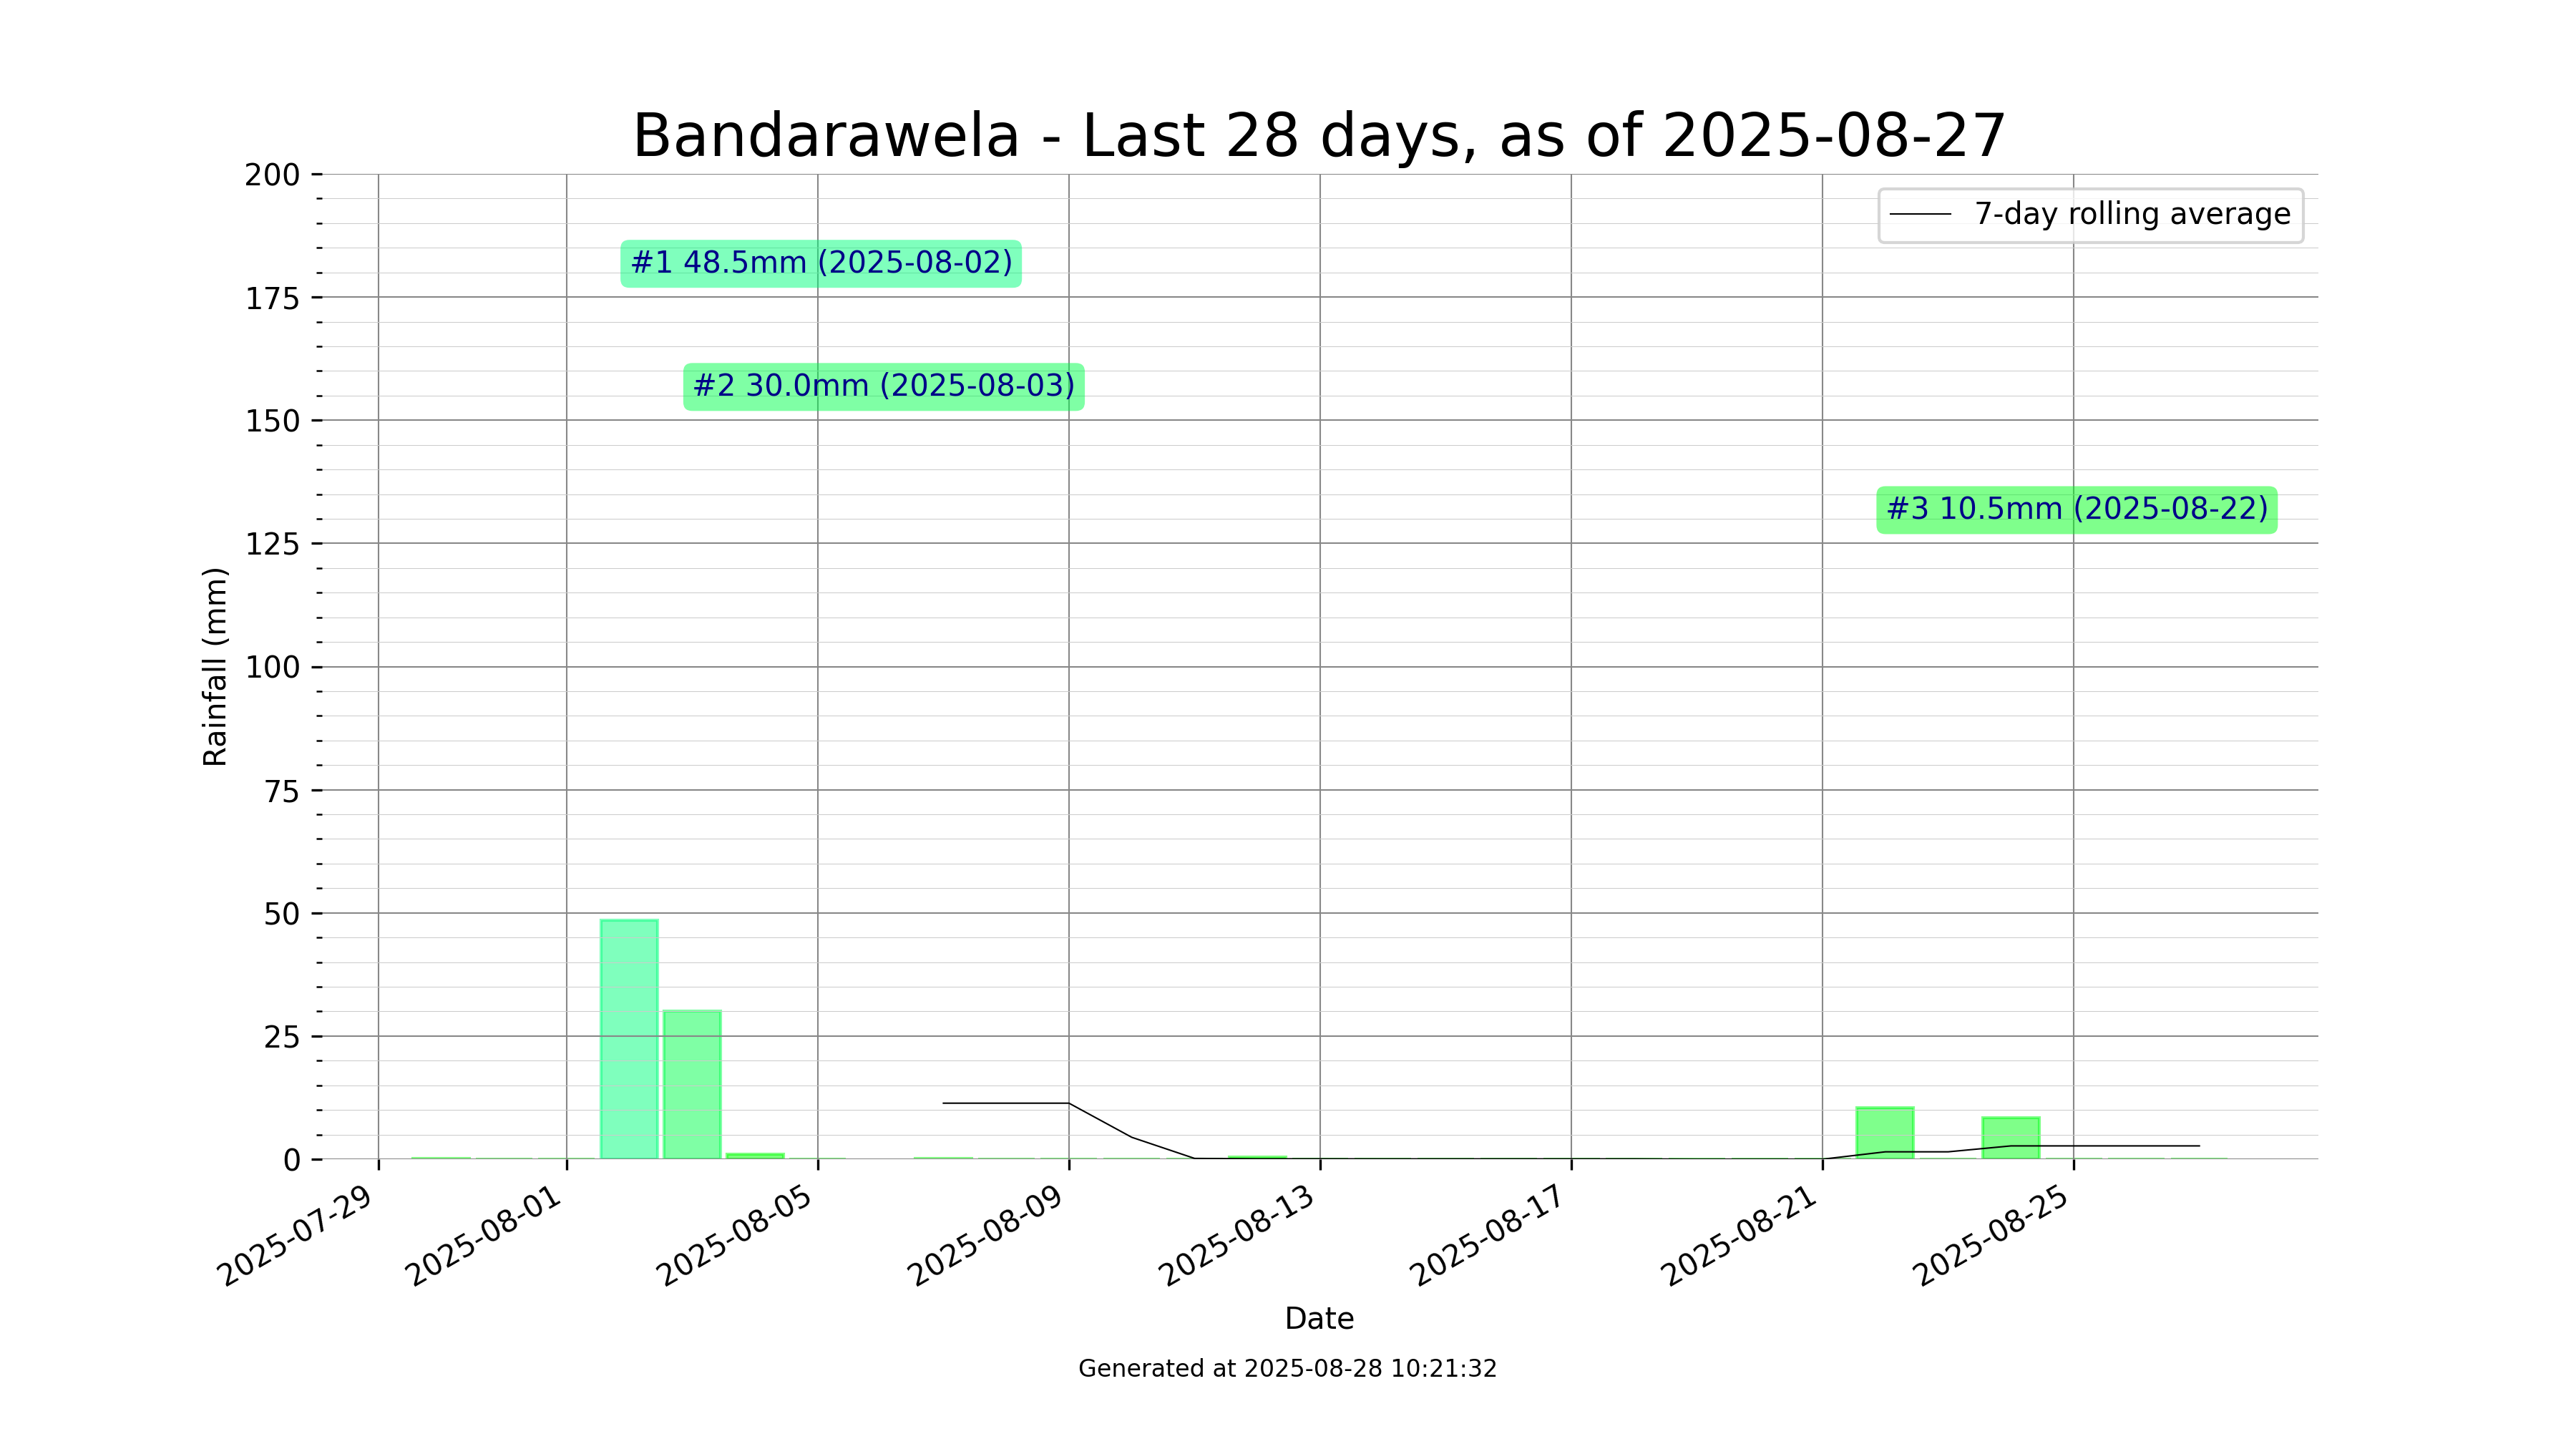 Bandarawela - Last 28 days, as of 2025-08-27
200
175
150
125
100
75
50
25
0
Rainfall (mm)
7-day rolling average
#1 48.5mm (2025-08-02)
#2 30.0mm (2025-08-03)
#3 10.5mm (2025-08-22)
2025-07-29
2025-08-01
2025-08-05
2025-08-09
2025-08-13
2025-08-17
2025-08-21
2025-08-25
Date
Generated at 2025-08-28 10:21:32